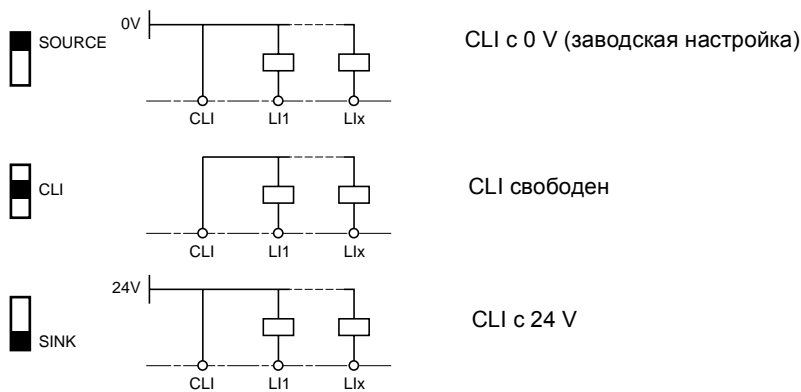 0V
SOURCE
CLI с 0 V (заводская настройка)
CLI LI1 LIx
CLI
CLI свободен
CLI LI1 LIx
24V
CLI с 24 V
SINK
CLI LI1 LIx